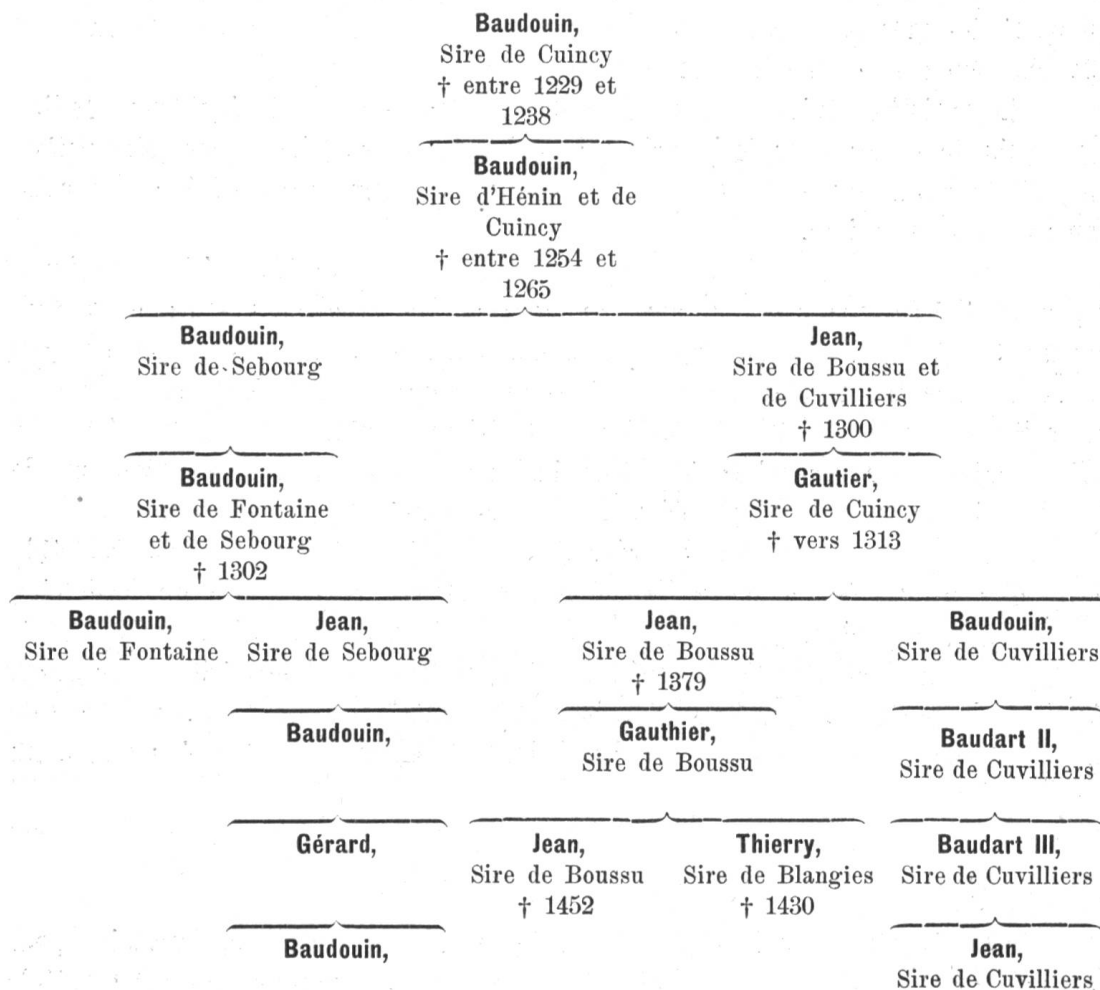 Baudouin,
Sire de Cuincy
† entre 1229 et
1238
Baudouin,
Sire d'Hénin et de
Cuincy
† entre 1254 et
1265
Baudouin,
Sire de Sebourg
Jean,
Sire de Boussu et
de Cuvilliers
† 1300
Baudouin,
Sire de Fontaine
et de Sebourg
† 1302
Gautier,
Sire de Cuincy
† vers 1313
Baudouin,
Sire de Fontaine
Jean,
Sire de Sebourg
Jean,
Sire de Boussu
† 1379
Baudouin,
Sire de Cuvilliers
Baudouin,
Gauthier,
Sire de Boussu
Baudart II,
Sire de Cuvilliers
Gérard,
Jean,
Sire de Boussu
† 1452
Thierry,
Sire de Blangies
† 1430
Baudart III,
Sire de Cuvilliers
Baudouin,
Jean,
Sire de Cuvilliers